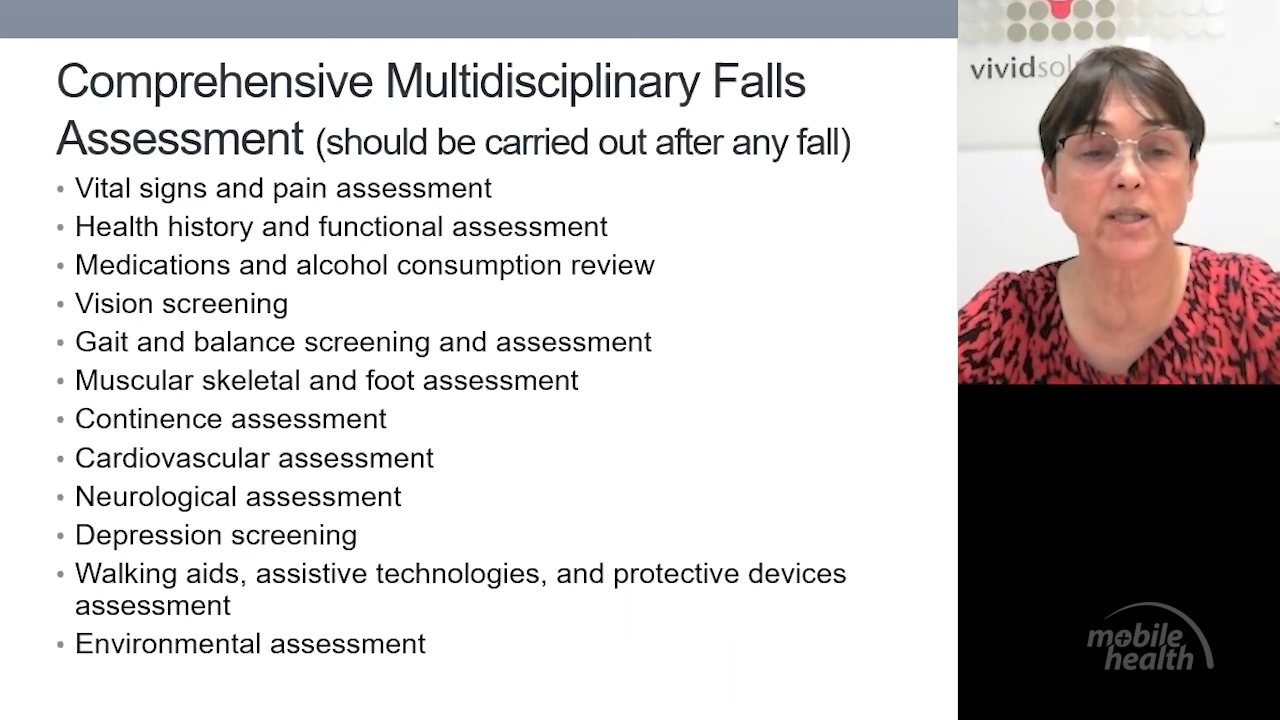 Comprehensive Multidisciplinary Falls
Assessment (should be carried out after any fall)
• Vital signs and pain assessment
• Health history and functional assessment
• Medications and alcohol consumption review
• Vision screening
• Gait and balance screening and assessment
• Muscular skeletal and foot assessment
• Continence assessment
• Cardiovascular assessment
• Neurological assessment
• Depression screening
• Walking aids, assistive technologies, and protective devices
assessment
• Environmental assessment
mobile
health